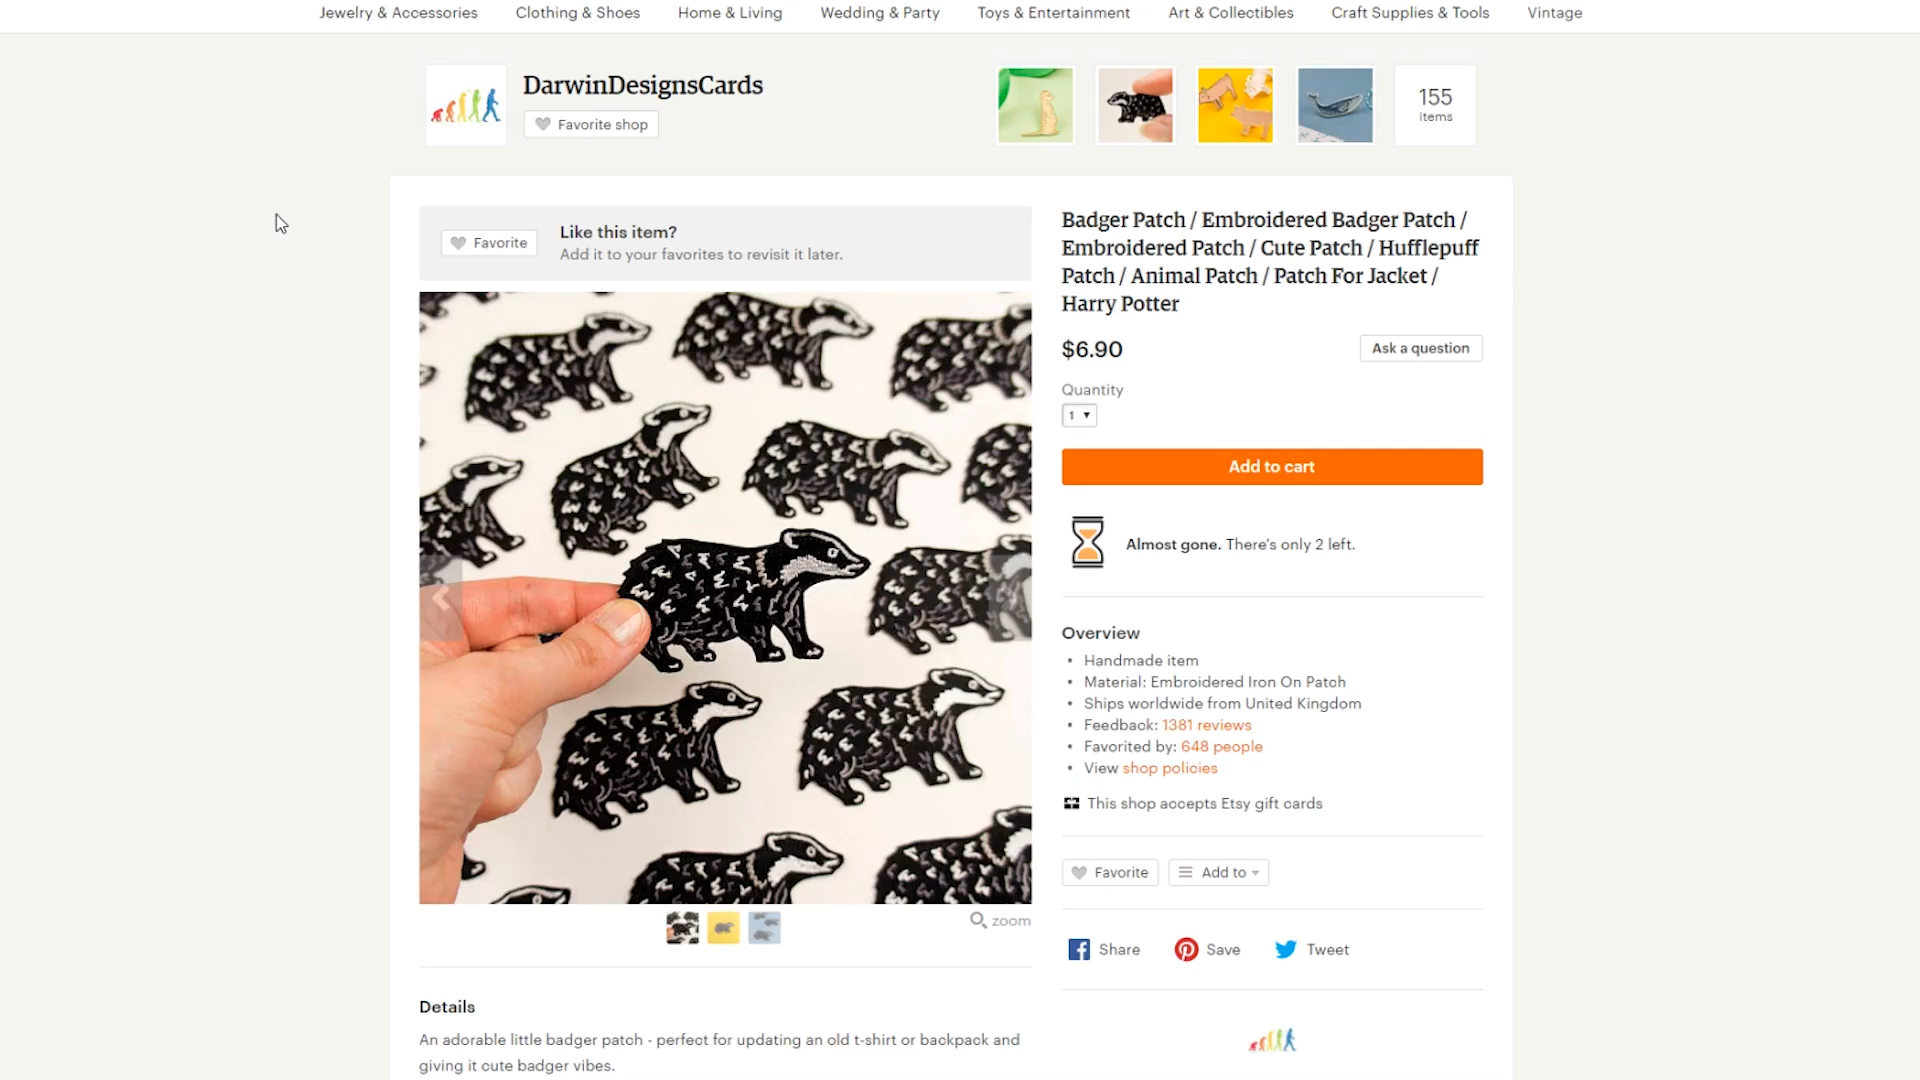 Jewelry & Accessories Clothing & Shoes Home & Living Wedding & Party Toys & Entertainment Art & Collectibles Craft Supplies & Tools Vintage
DarwinDesignsCards
Favorite shop
155
items
Favorite
Like this item?
Add it to your favorites to revisit it later.
zoom
Details
An adorable little badger patch - perfect for updating an old t-shirt or backpack and
giving it cute badger vibes.
Badger Patch / Embroidered Badger Patch /
Embroidered Patch / Cute Patch / Hufflepuff
Patch / Animal Patch / Patch For Jacket /
Harry Potter
$6.90
Ask a question
Quantity
1
Add to cart
Almost gone. There's only 2 left.
Overview
• Handmade item
• Material: Embroidered Iron On Patch
• Ships worldwide from United Kingdom
• Feedback: 1381 reviews
• Favorited by: 648 people
• View shop policies
This shop accepts Etsy gift cards
Favorite Add to
Share Save Tweet